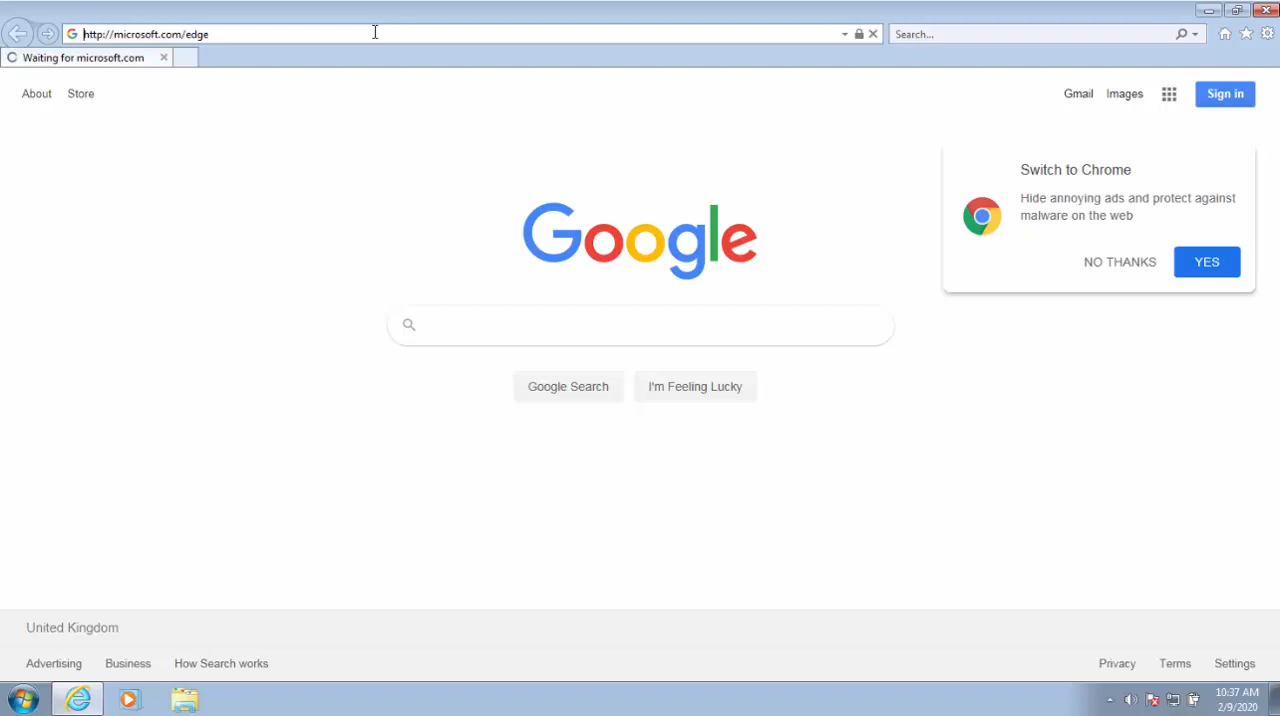 http://microsoft.com/edge
Search...
Waiting for microsoft.com
About Store
Gmail Images Sign in
Switch to Chrome
Hide annoying ads and protect against
malware on the web
NO THANKS YES
Google
Google Search I'm Feeling Lucky
United Kingdom
Advertising Business How Search works
Privacy Terms Settings
10:37 AM
2/9/2020